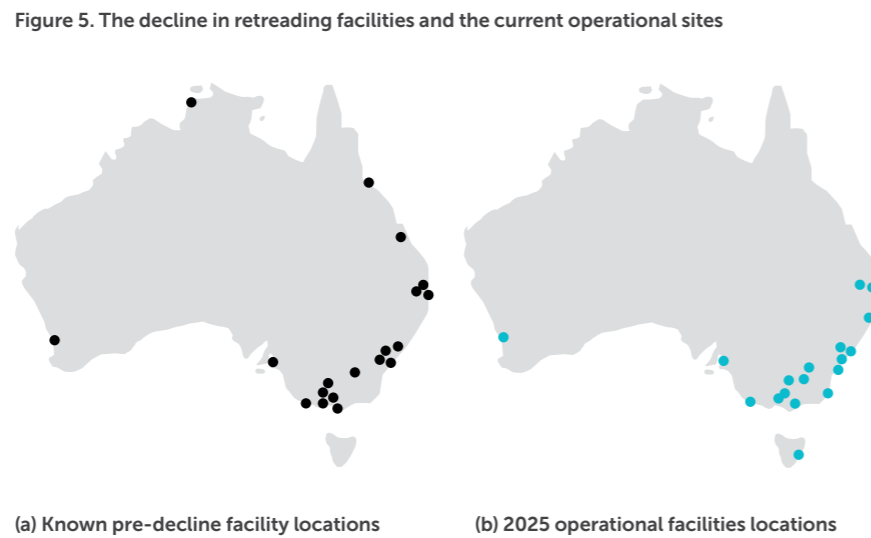 Figure 5. The decline in retreading facilities and the current operational sites
(a) Known pre-decline facility locations
(b) 2025 operational facilities locations